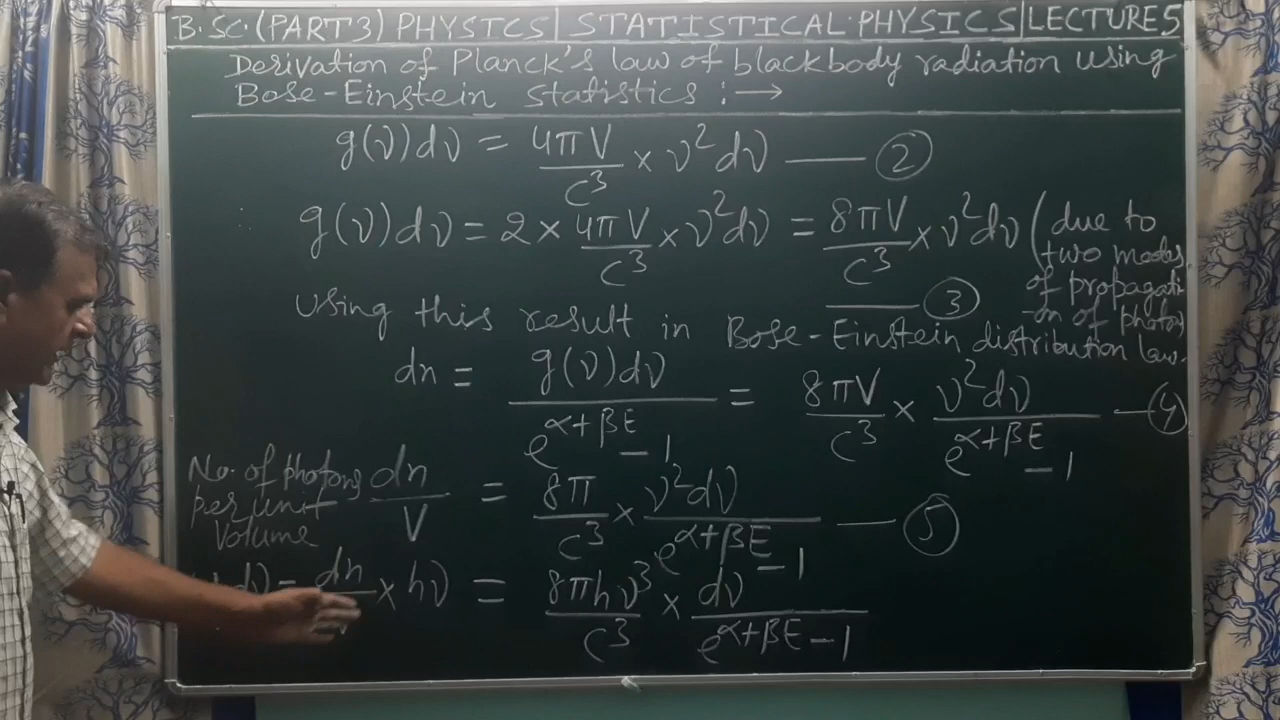 B.SC.(PART 3) PHYSICS | STATISTICAL PHYSICS | LECTURE 5
Derivation of Planck's law of blackbody radiation using
Bose-Einstein statistics :→
g(ν)dν = 4πV/c³ × ν²dν —— ②
g(ν)dν = 2 × 4πV/c³ × ν²dν = 8πV/c³ × ν²dν (due to
two modes
of propagati
-on of photon)
—— ③
Using this result in Bose-Einstein distribution law.
dn = g(ν)dν/e^(α+βE) -1 = 8πV/c³ × ν²dν/e^(α+βE) -1 —④
No. of photons
per unit
Volume
dn/V = 8π/c³ × ν²dν/e^(α+βE) -1 —— ⑤
dν = dn × hν = 8πhν³/c³ × dν/e^(α+βE) -1